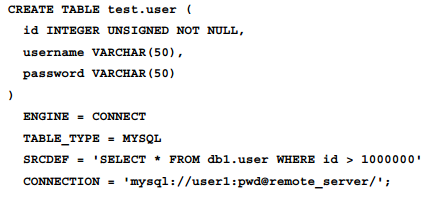 CREATE TABLE test.user (
id INTEGER UNSIGNED NOT NULL,
username VARCHAR(50),
password VARCHAR(50)
)
ENGINE = CONNECT
TABLE_TYPE = MYSQL
SRCDEF = 'SELECT * FROM db1.user WHERE id > 1000000'
CONNECTION = 'mysql://user1:pwd@remote_server/';